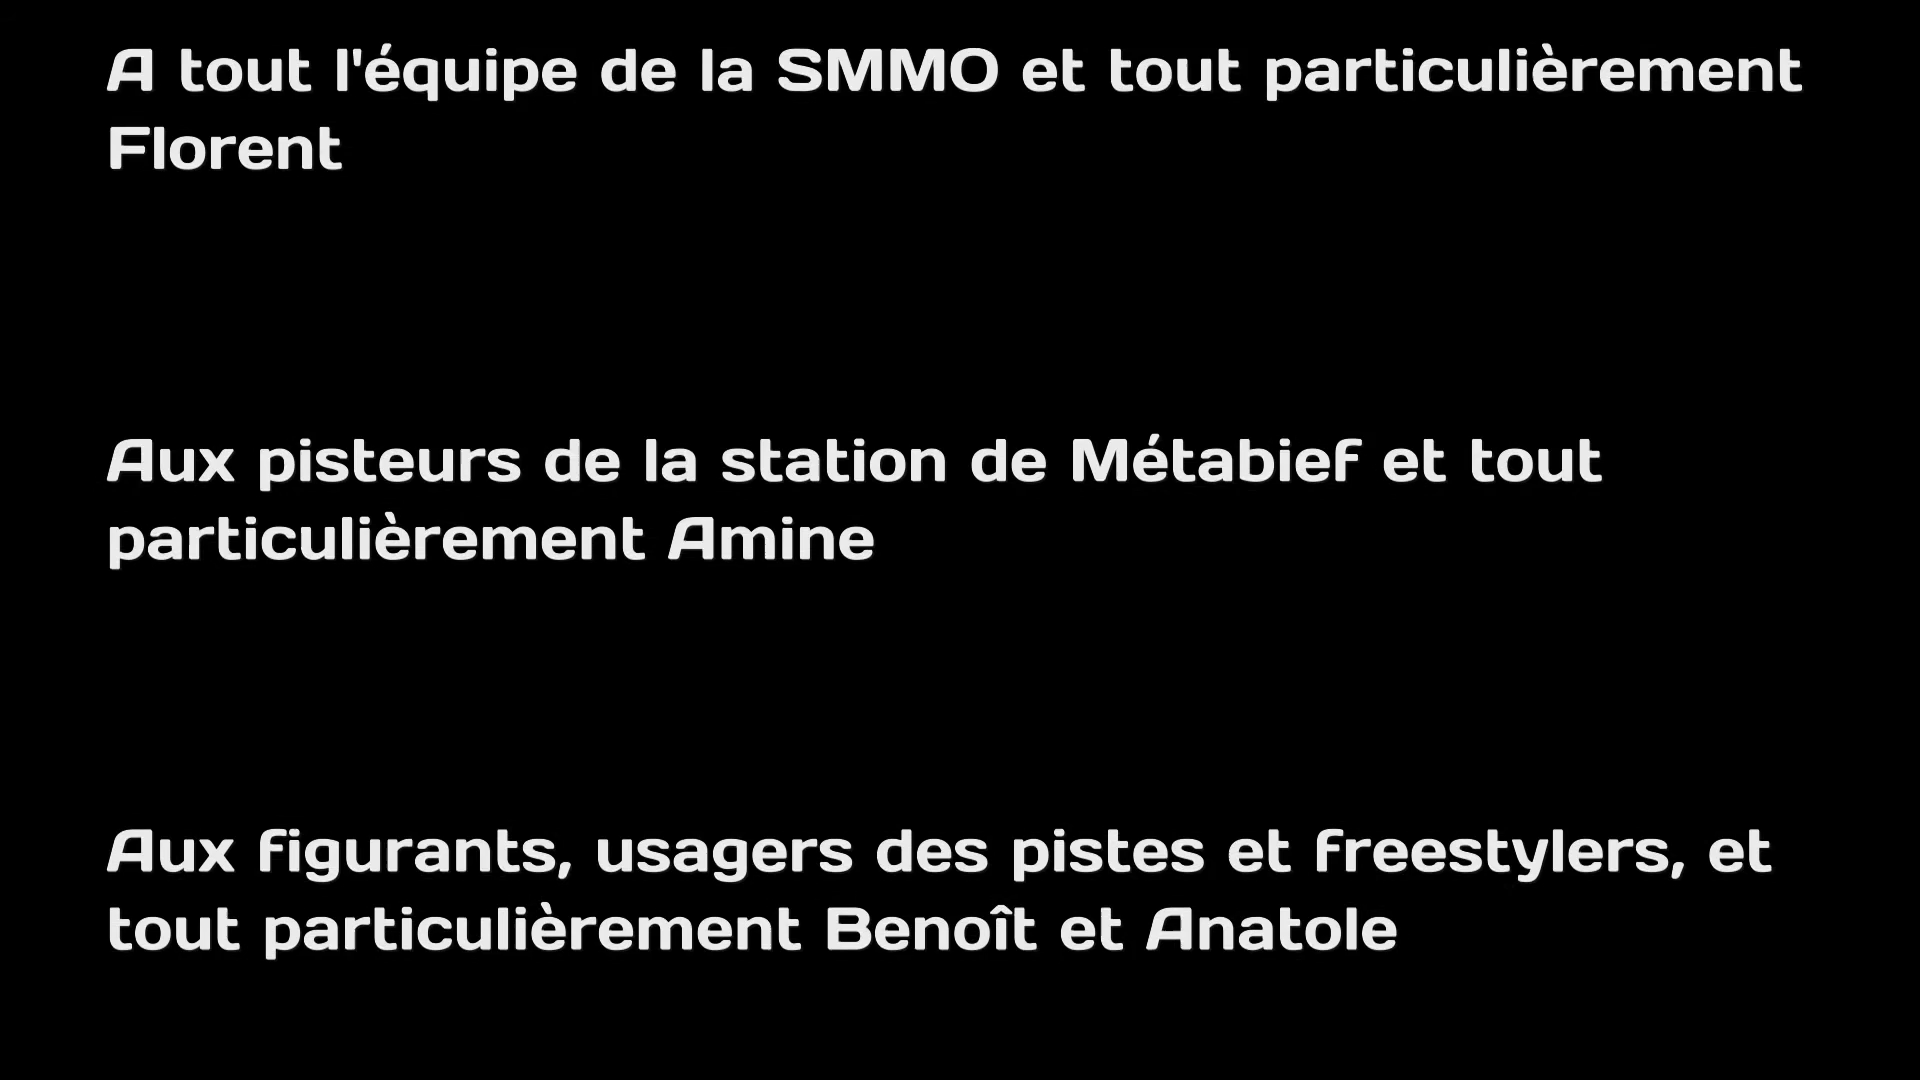 A tout l'équipe de la SMMO et tout particulièrement
Florent
Aux pisteurs de la station de Métabief et tout
particulièrement Amine
Aux figurants, usagers des pistes et freestylers, et
tout particulièrement Benoît et Anatole